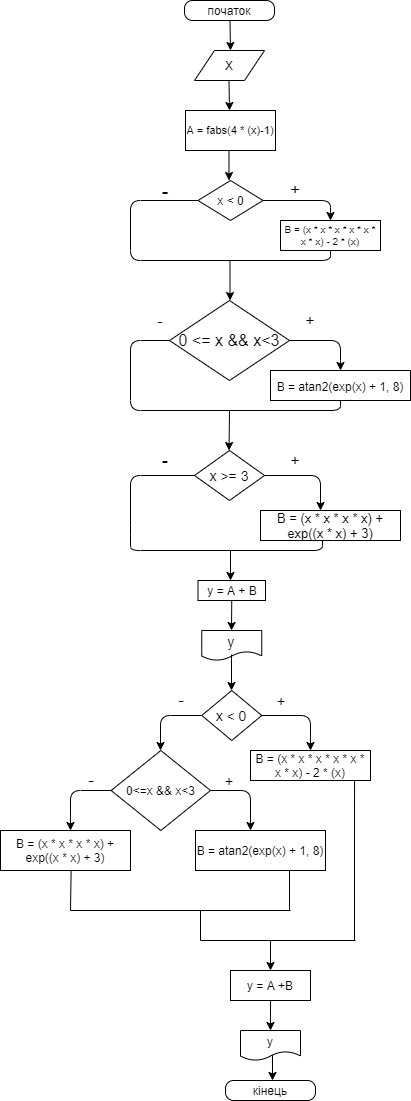 початок
X
A = fabs(4 * (x)-1)
-
x < 0
+
B = (x * x * x * x * x *
x * x) - 2 * (x)
-
0 <= x && x<3
+
B = atan2(exp(x) + 1, 8)
-
x >= 3
+
B = (x * x * x * x) +
exp((x * x) + 3)
y = A + B
y
-
x < 0
+
B = (x * x * x * x * x *
x * x) - 2 * (x)
-
0<=x && x<3
+
B = (x * x * x * x) +
exp((x * x) + 3)
B = atan2(exp(x) + 1, 8)
y = A +B
y
кінець